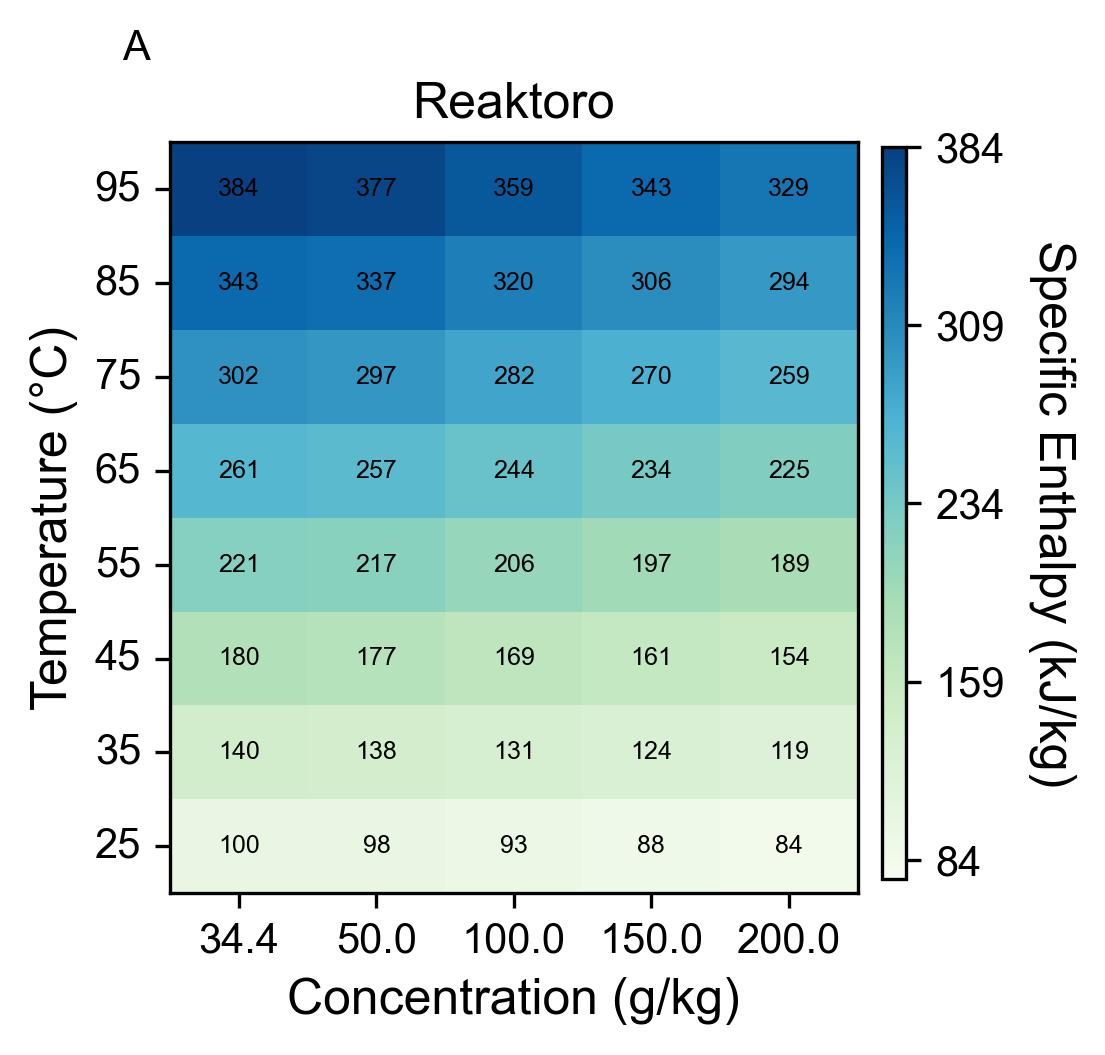 A
Reaktoro
Temperature (°C)
95 384 377 359 343 329
85 343 337 320 306 294
75 302 297 282 270 259
65 261 257 244 234 225
55 221 217 206 197 189
45 180 177 169 161 154
35 140 138 131 124 119
25 100 98 93 88 84
34.4 50.0 100.0 150.0 200.0
Concentration (g/kg)
384
309
234
159
84
Specific Enthalpy (kJ/kg)